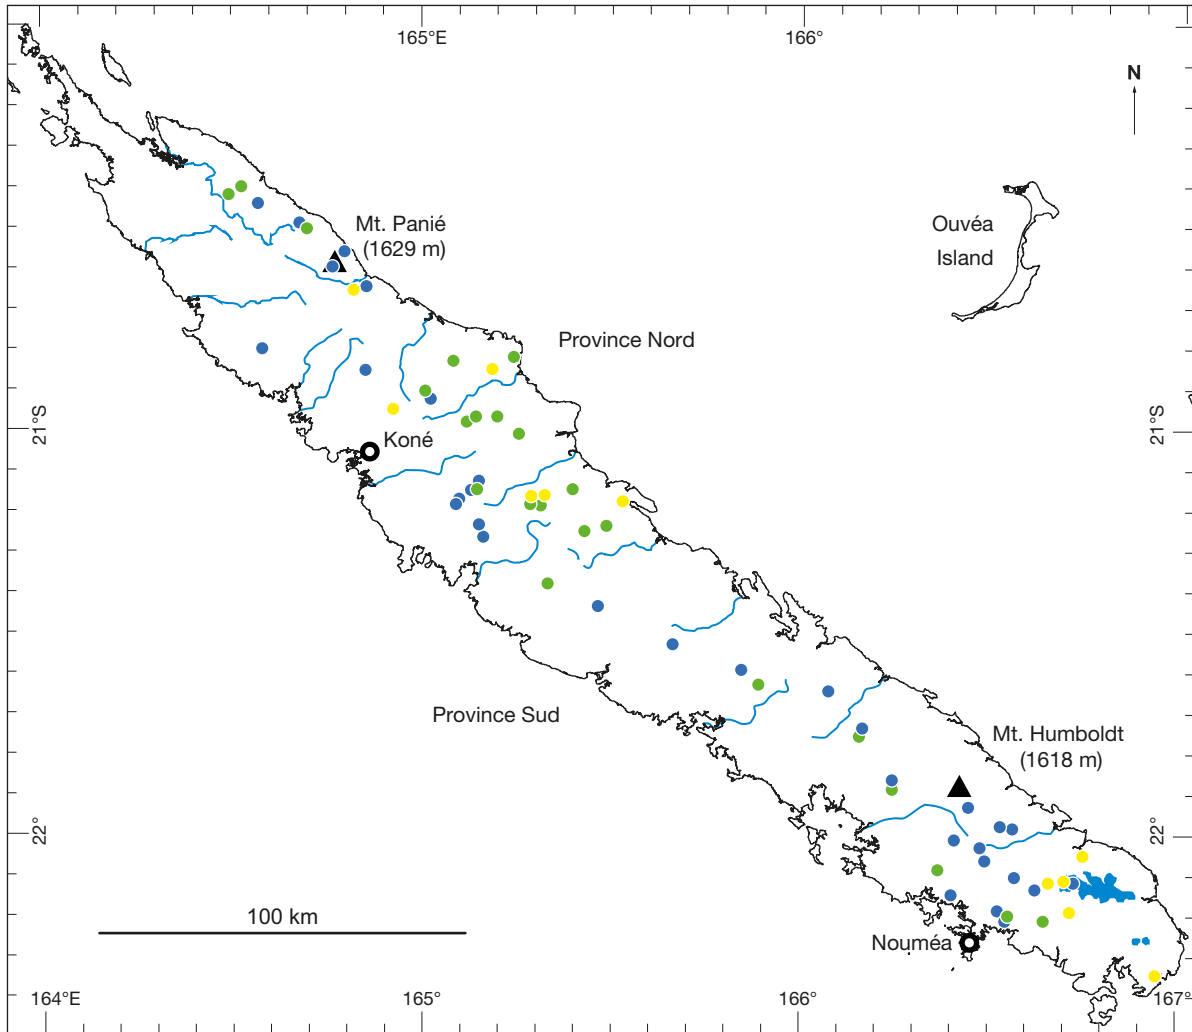 165°E
166°
N
Mt. Panié
(1629 m)
Ouvéa
Island
Province Nord
21°S
21°S
Koné
Province Sud
Mt. Humboldt
(1618 m)
22°
22°
100 km
Nouméa
164°E
165°
166°
167°